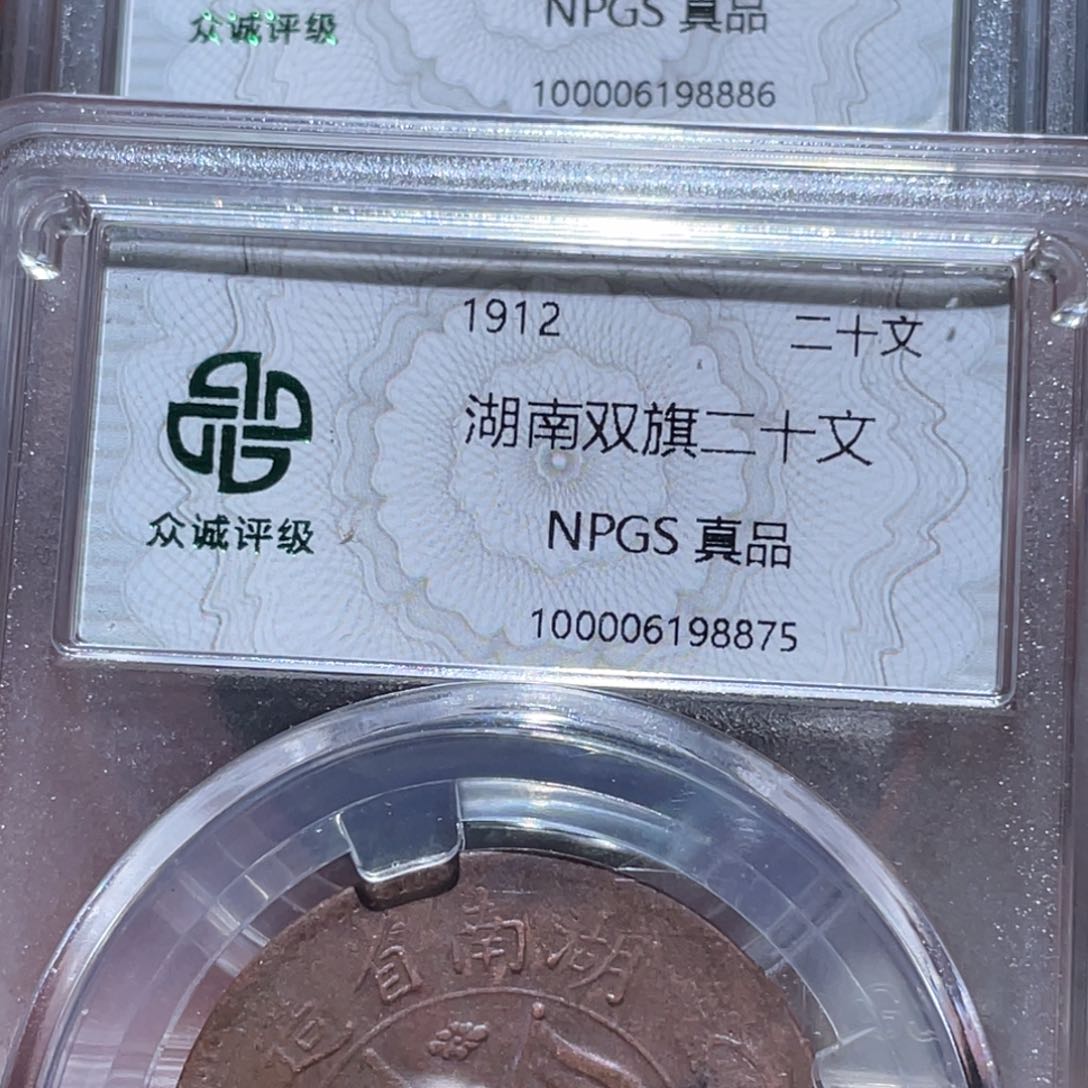 众诚评级
NPGS 真品
100006198886
1912 二十文
湖南双旗二十文
众诚评级
NPGS 真品
100006198875
湖南省造